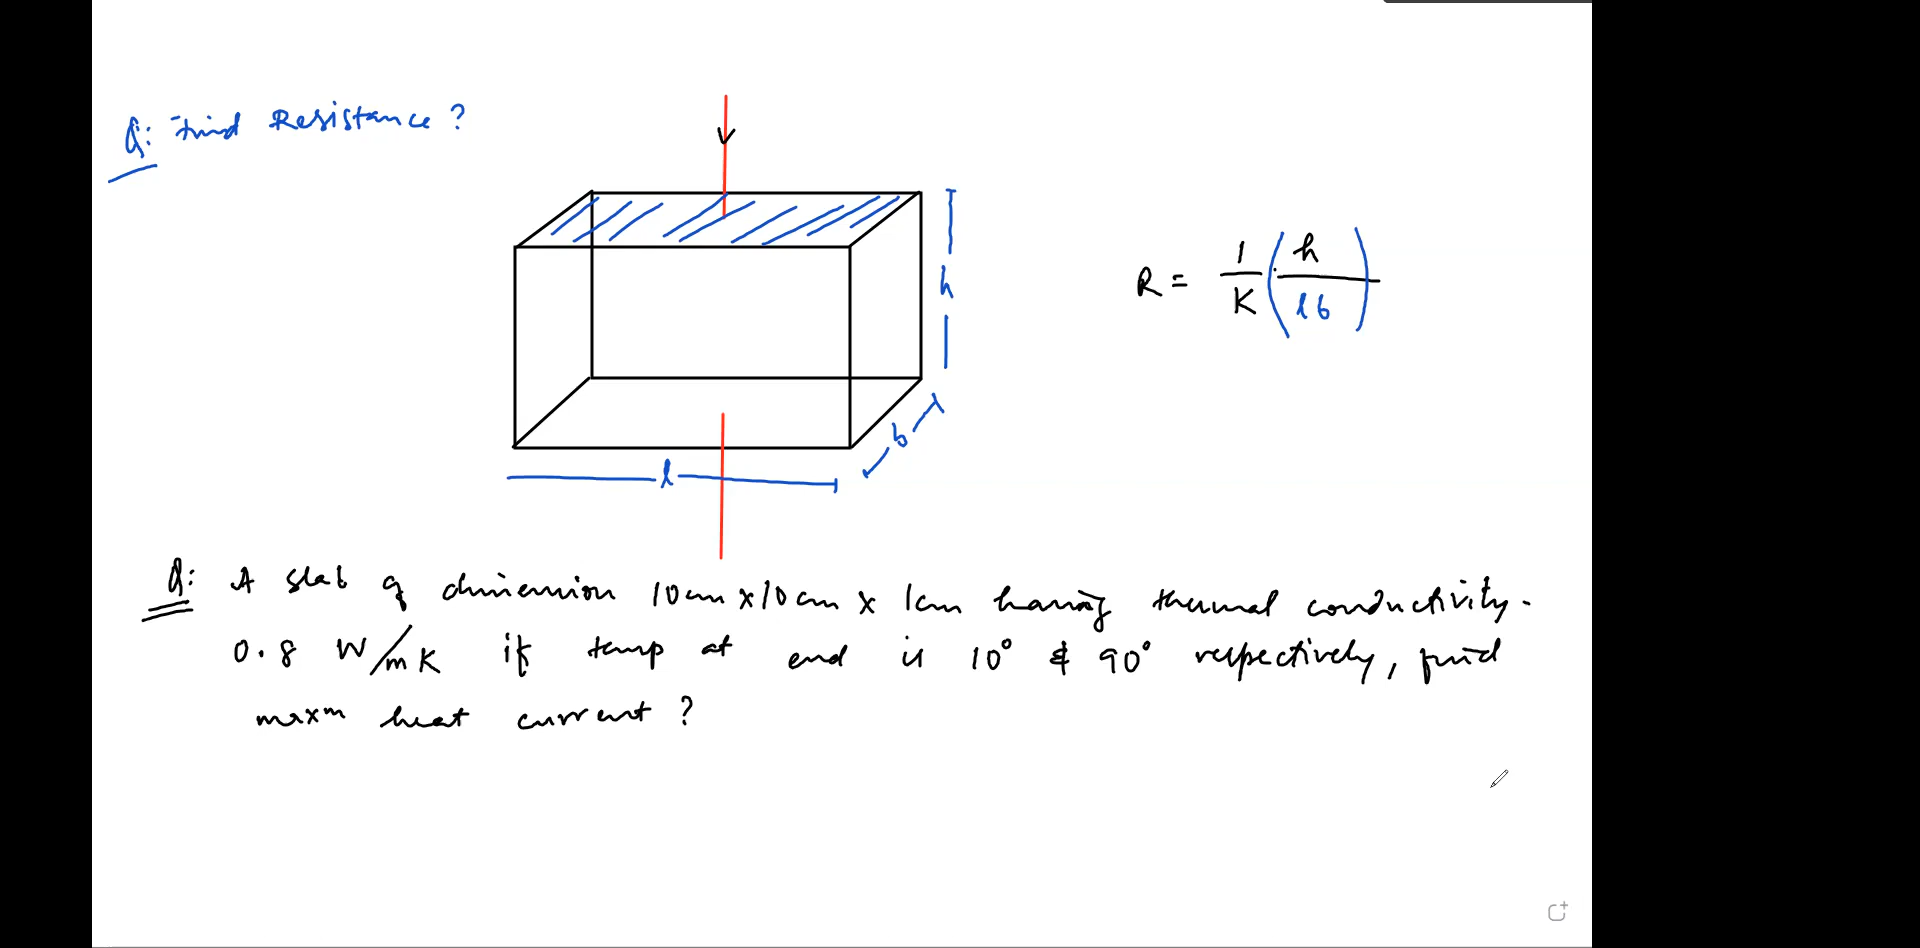 Q: Find Resistance ?
h
R = 1/K (h/lb)
b
l
Q: A slab of dimension 10cm x 10cm x 1cm having thermal conductivity.
0.8 W/mK if temp at end is 10° & 90° respectively, find
maxm heat current ?